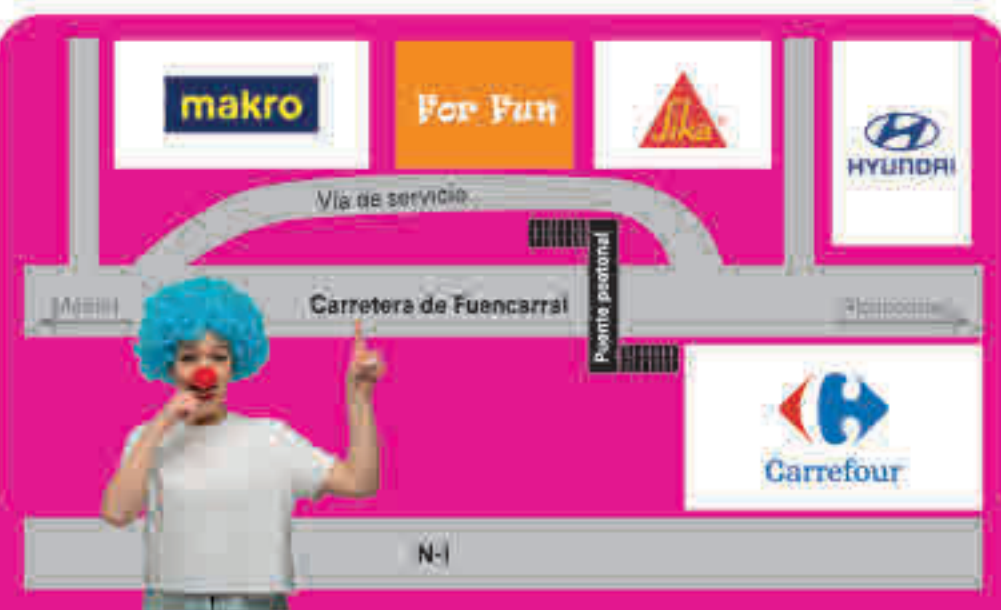 makro
For Fun
Sika
HYUNDAI
Vía de servicio
Carretera de Fuencarral
Puente peatonal
Carrefour
N-I